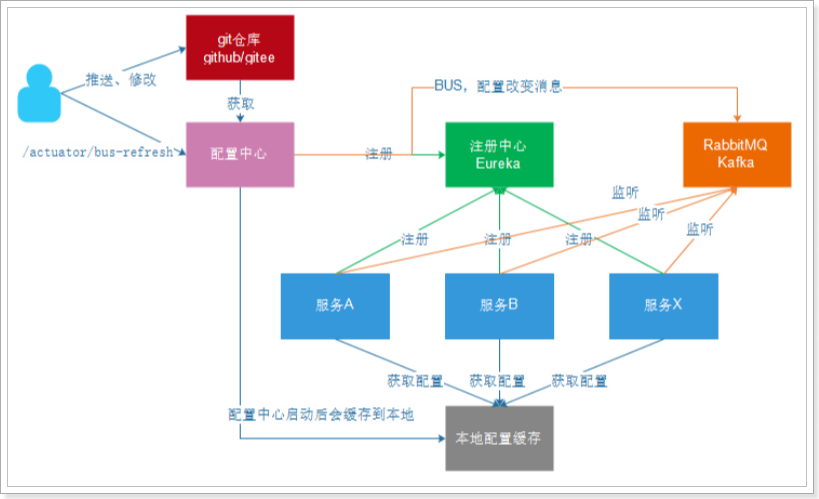 git仓库
github/gitee
推送、修改
获取
BUS，配置改变消息
/actuator/bus-refresh
配置中心
注册
注册中心
Eureka
RabbitMQ
Kafka
监听
监听
监听
注册
注册
注册
服务A
服务B
服务X
获取配置
获取配置
获取配置
配置中心启动后会缓存到本地
本地配置缓存